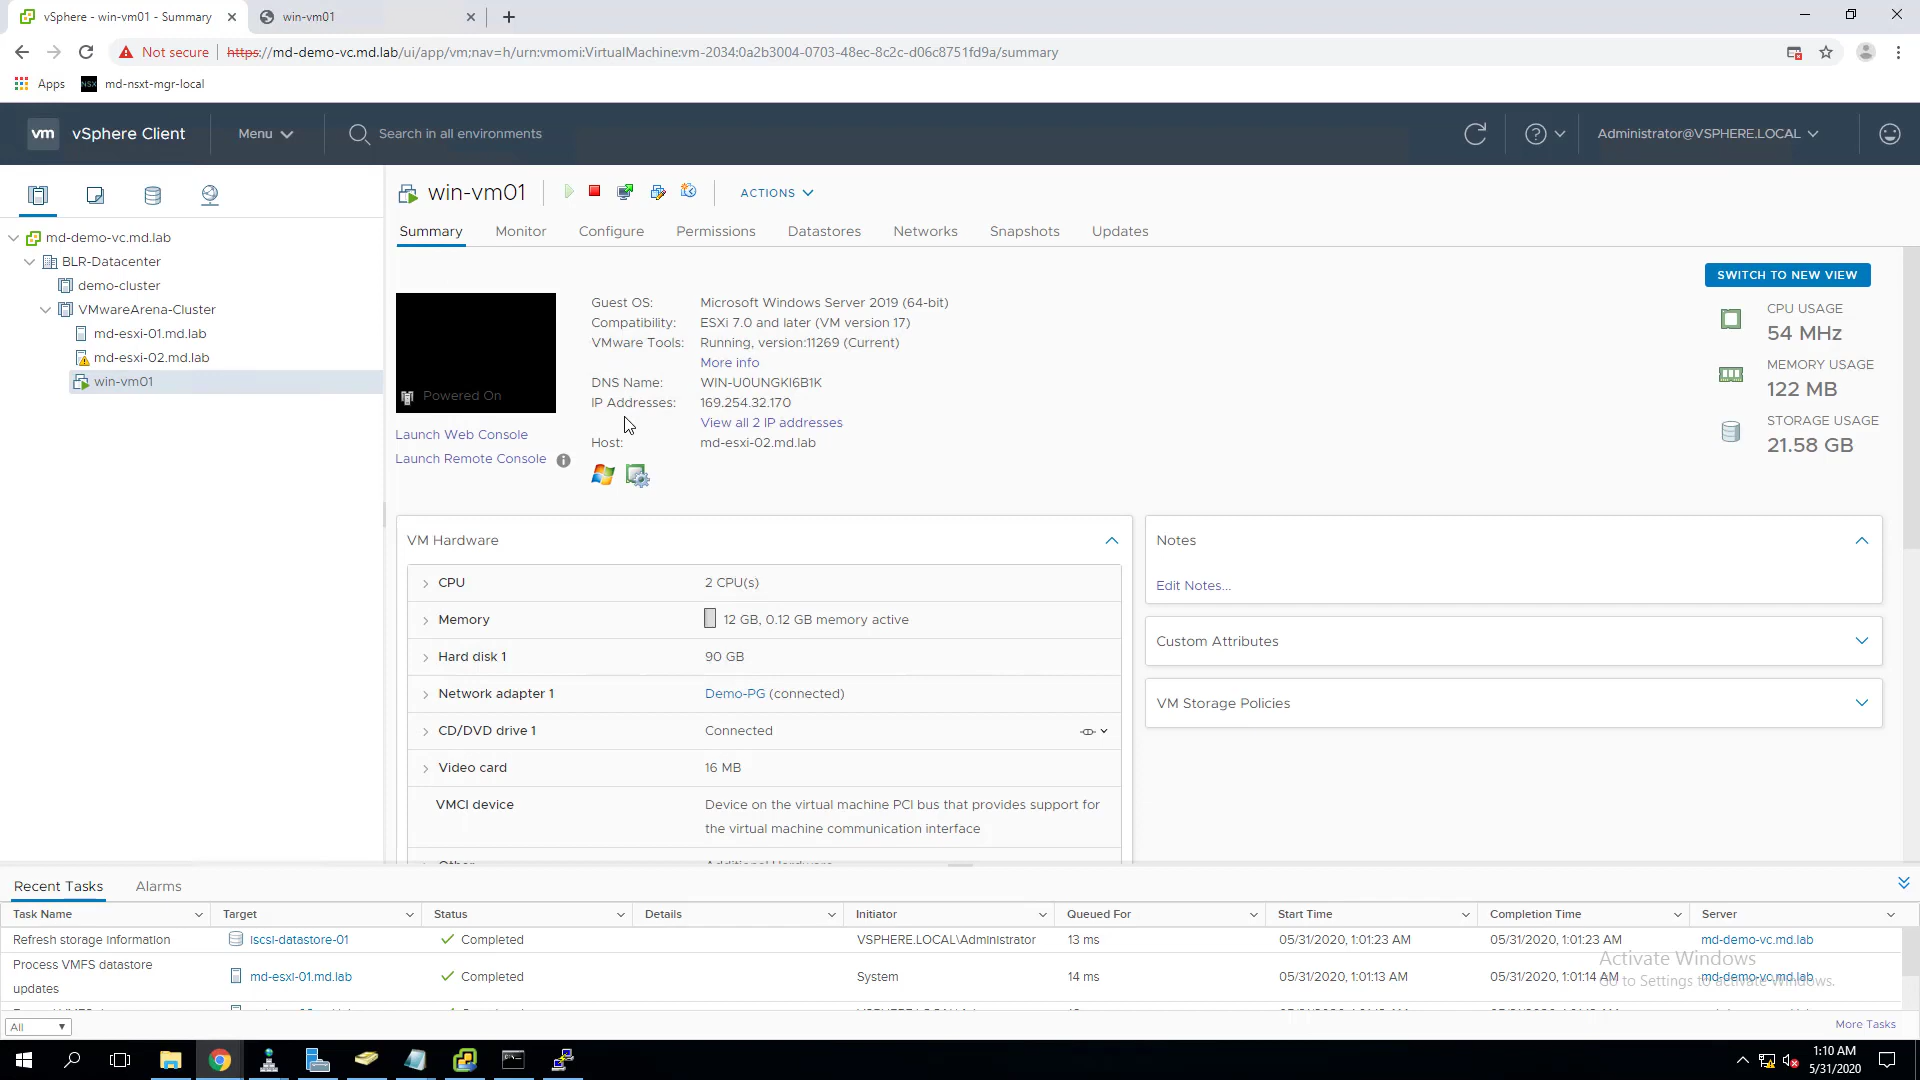 vSphere - win-vm01 - Summary
win-vm01
Not secure
https://md-demo-vc.md.lab/ui/app/vm;nav=h/urn:vmomi:VirtualMachine:vm-2034:0a2b3004-0703-48ec-8c2c-d06c8751fd9a/summary
Apps
NSX
md-nsxt-mgr-local
vm
vSphere Client
Menu
Search in all environments
Administrator@VSPHERE.LOCAL
md-demo-vc.md.lab
BLR-Datacenter
demo-cluster
VMwareArena-Cluster
md-esxi-01.md.lab
md-esxi-02.md.lab
win-vm01
win-vm01
ACTIONS
Summary
Monitor
Configure
Permissions
Datastores
Networks
Snapshots
Updates
SWITCH TO NEW VIEW
Powered On
Launch Web Console
Launch Remote Console
Guest OS: Microsoft Windows Server 2019 (64-bit)
Compatibility: ESXi 7.0 and later (VM version 17)
VMware Tools: Running, version:11269 (Current)
More info
DNS Name: WIN-U0UNGKI6B1K
IP Addresses: 169.254.32.170
View all 2 IP addresses
Host: md-esxi-02.md.lab
CPU USAGE
54 MHz
MEMORY USAGE
122 MB
STORAGE USAGE
21.58 GB
VM Hardware
CPU 2 CPU(s)
Memory 12 GB, 0.12 GB memory active
Hard disk 1 90 GB
Network adapter 1 Demo-PG (connected)
CD/DVD drive 1 Connected
Video card 16 MB
VMCI device Device on the virtual machine PCI bus that provides support for
the virtual machine communication interface
Notes
Edit Notes...
Custom Attributes
VM Storage Policies
Recent Tasks
Alarms
Task Name Target Status Details Initiator Queued For Start Time Completion Time Server
Refresh storage information iscsi-datastore-01 Completed VSPHERE.LOCAL\Administrator 13 ms 05/31/2020, 1:01:23 AM 05/31/2020, 1:01:23 AM md-demo-vc.md.lab
Process VMFS datastore
updates md-esxi-01.md.lab Completed System 14 ms 05/31/2020, 1:01:13 AM 05/31/2020, 1:01:14 AM md-demo-vc.md.lab
Activate Windows
Go to Settings to activate Windows.
All
More Tasks
1:10 AM
5/31/2020